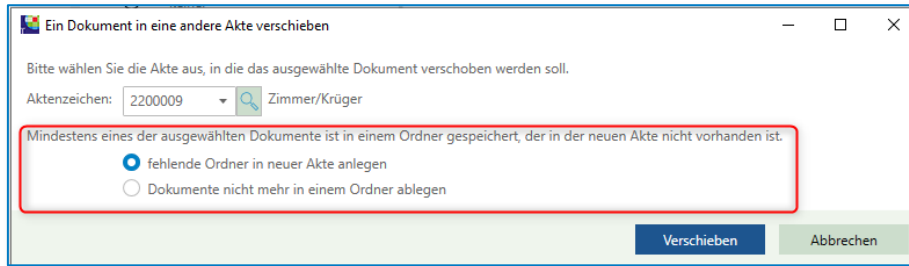 Ein Dokument in eine andere Akte verschieben
Bitte wählen Sie die Akte aus, in die das ausgewählte Dokument verschoben werden soll.
Aktenzeichen: 2200009 Zimmer/Krüger
Mindestens eines der ausgewählten Dokumente ist in einem Ordner gespeichert, der in der neuen Akte nicht vorhanden ist.
fehlende Ordner in neuer Akte anlegen
Dokumente nicht mehr in einem Ordner ablegen
Verschieben Abbrechen